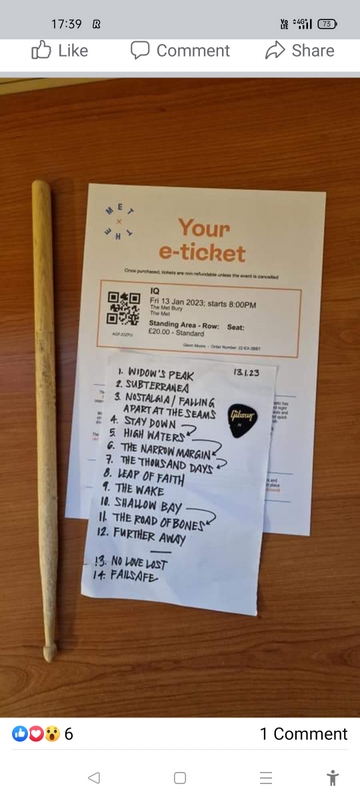 17:39
73
Like
Comment
Share
MET
THE
Your
e-ticket
Once purchased, tickets are non-refundable unless the event is cancelled
IQ
Fri 13 Jan 2023; starts 8:00PM
The Met Bury
The Met
Standing Area - Row: Seat:
£20.00 - Standard
Order Number
1. WIDOW'S PEAK 13.1.23
2. SUBTERRANEA
3. NOSTALGIA / FALLING
APART AT THE SEAMS
Gibson
4. STAY DOWN
5. HIGH WATERS
6. THE NARROW MARGIN
7. THE THOUSAND DAYS
8. LEAP OF FAITH
9. THE WAKE
10. SHALLOW BAY
11. THE ROAD OF BONES
12. FURTHER AWAY
13. NO LOVE LOST
14. FAILSAFE
6
1 Comment